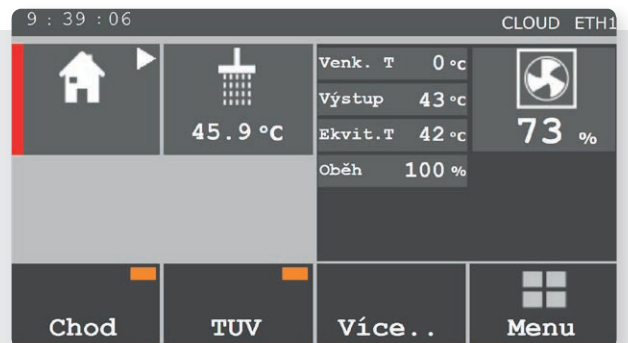 9 : 39 : 06 CLOUD ETH1
45.9 °C
Venk. T 0 °C
Výstup 43 °C
Ekvit.T 42 °C
Oběh 100 %
73 %
Chod TUV Více.. Menu